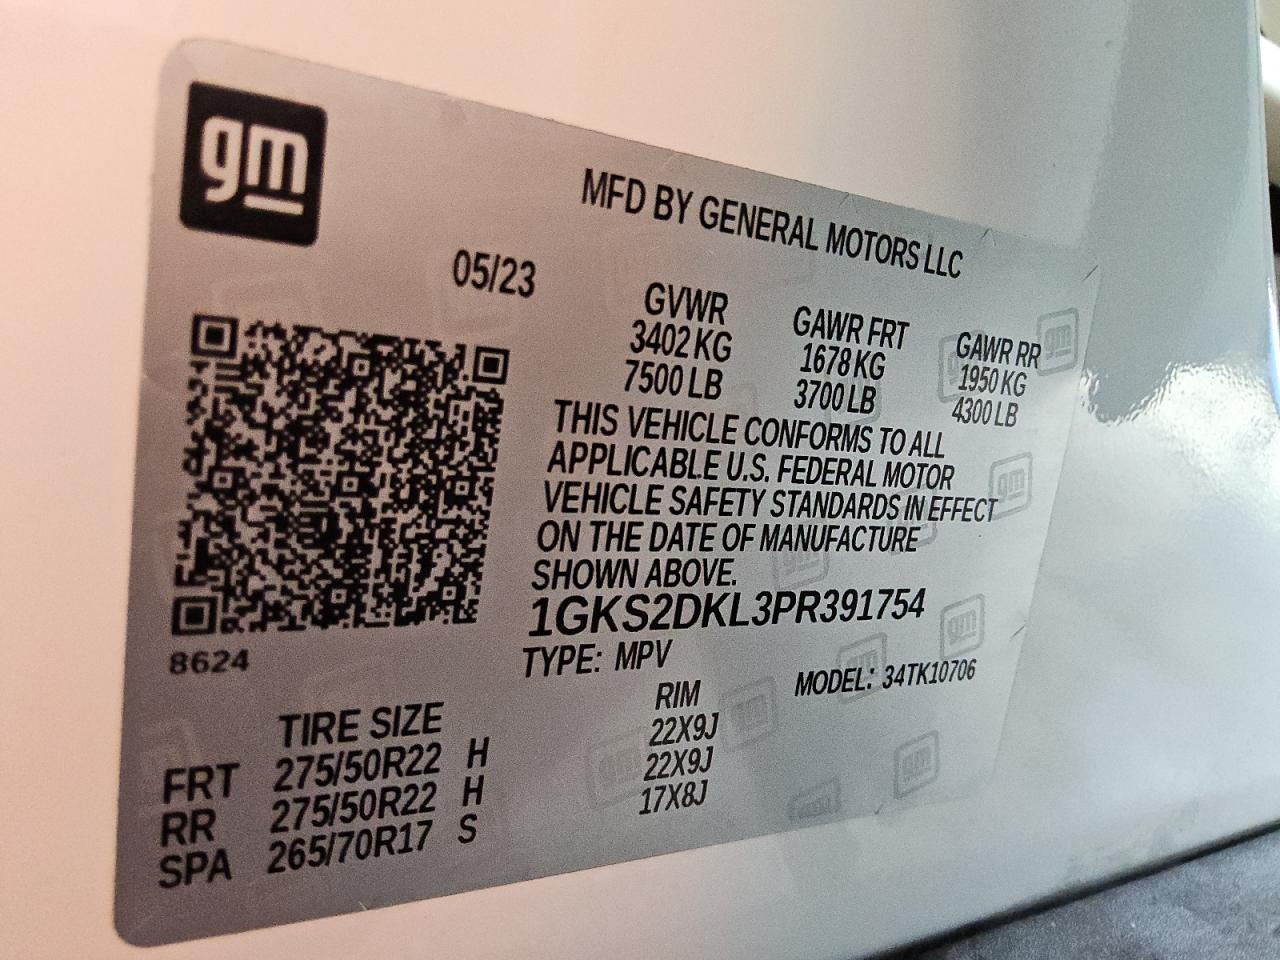 gm
MFD BY GENERAL MOTORS LLC
05/23
GVWR GAWR FRT GAWR RR
3402 KG 1678 KG 1950 KG
7500 LB 3700 LB 4300 LB
THIS VEHICLE CONFORMS TO ALL
APPLICABLE U.S. FEDERAL MOTOR
VEHICLE SAFETY STANDARDS IN EFFECT
ON THE DATE OF MANUFACTURE
SHOWN ABOVE.
1GKS2DKL3PR391754
8624
TYPE: MPV MODEL: 34TK10706
TIRE SIZE RIM
FRT 275/50R22 H 22X9J
RR 275/50R22 H 22X9J
SPA 265/70R17 S 17X8J